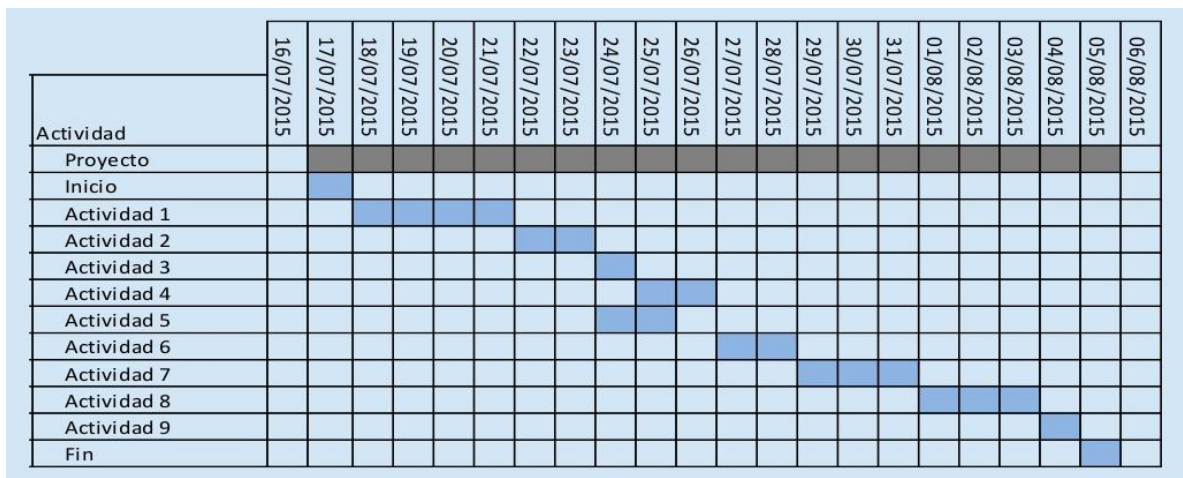 16/07/2015
17/07/2015
18/07/2015
19/07/2015
20/07/2015
21/07/2015
22/07/2015
23/07/2015
24/07/2015
25/07/2015
26/07/2015
27/07/2015
28/07/2015
29/07/2015
30/07/2015
31/07/2015
01/08/2015
02/08/2015
03/08/2015
04/08/2015
05/08/2015
06/08/2015
Actividad
Proyecto
Inicio
Actividad 1
Actividad 2
Actividad 3
Actividad 4
Actividad 5
Actividad 6
Actividad 7
Actividad 8
Actividad 9
Fin